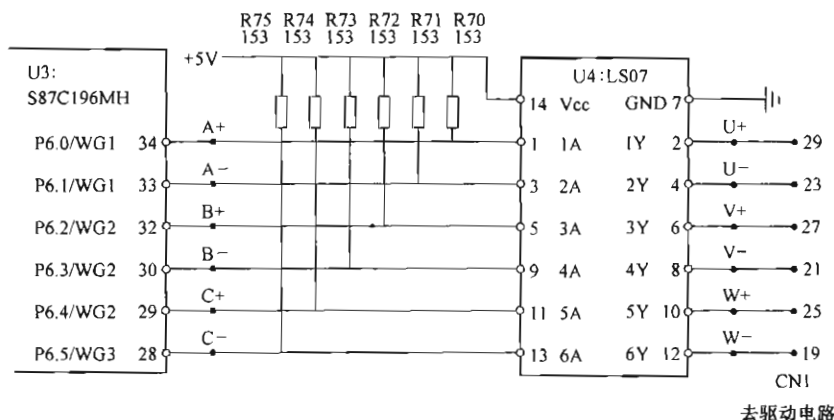 R75 R74 R73 R72 R71 R70
153 153 153 153 153 153
+5V
U3:
S87C196MH
U4:LS07
14 Vcc GND 7
P6.0/WG1 34 A+ 1 1A 1Y 2 U+ 29
P6.1/WG1 33 A- 3 2A 2Y 4 U- 23
P6.2/WG2 32 B+ 5 3A 3Y 6 V+ 27
P6.3/WG2 30 B- 9 4A 4Y 8 V- 21
P6.4/WG2 29 C+ 11 5A 5Y 10 W+ 25
P6.5/WG3 28 C- 13 6A 6Y 12 W- 19
CN1
去驱动电路